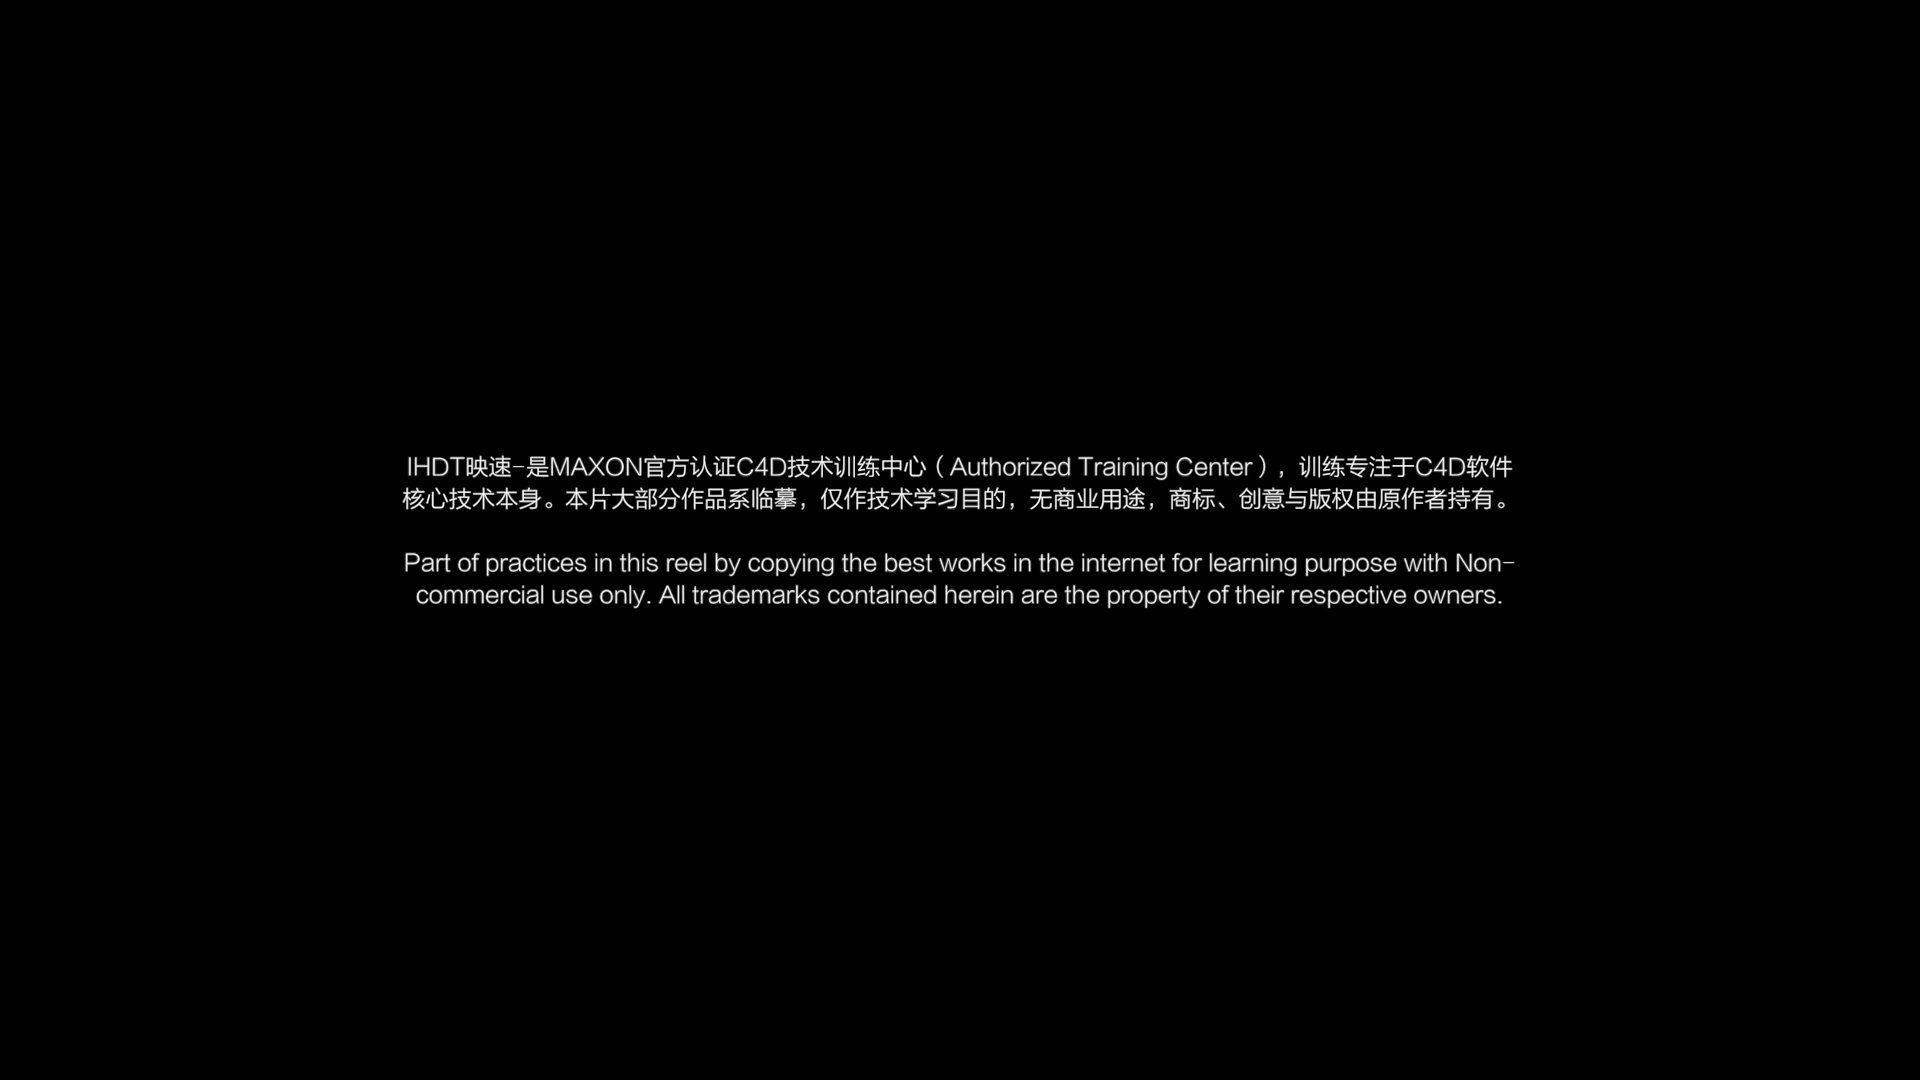 IHDT映速-是MAXON官方认证C4D技术训练中心（Authorized Training Center），训练专注于C4D软件
核心技术本身。本片大部分作品系临摹，仅作技术学习目的，无商业用途，商标、创意与版权由原作者持有。
Part of practices in this reel by copying the best works in the internet for learning purpose with Non-
commercial use only. All trademarks contained herein are the property of their respective owners.